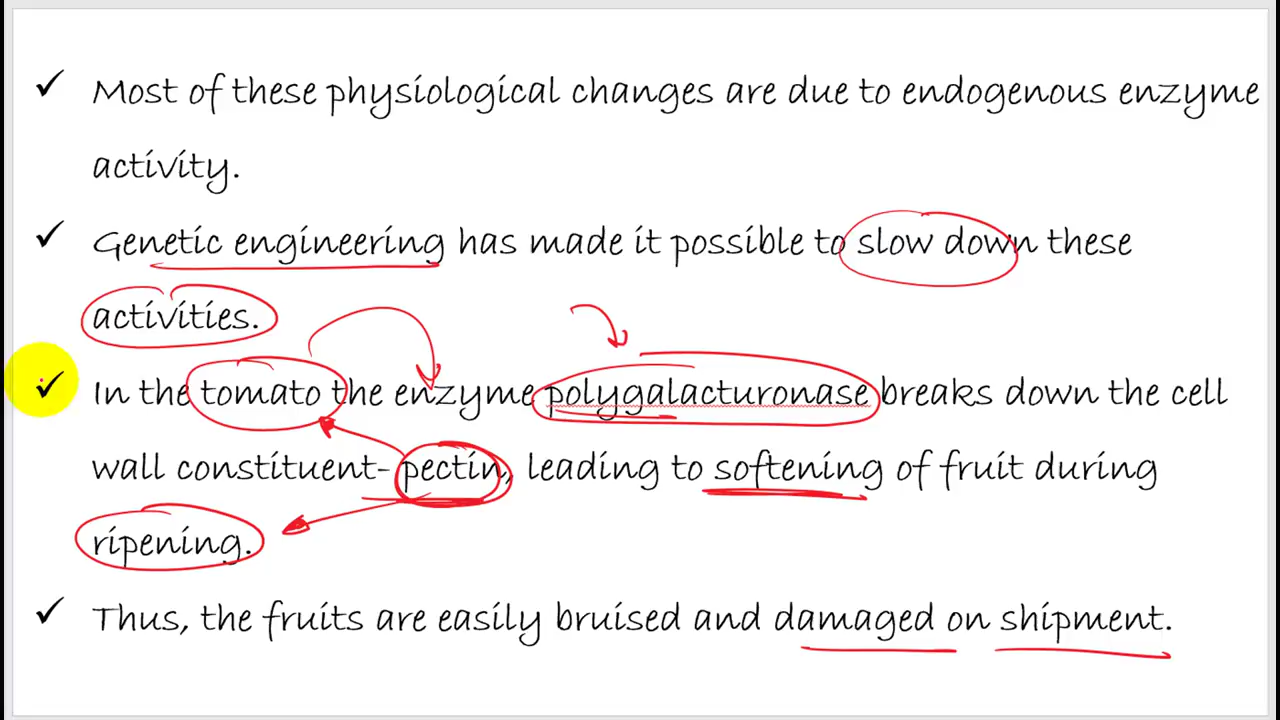 ✓ Most of these physiological changes are due to endogenous enzyme
activity.
✓ Genetic engineering has made it possible to slow down these
activities.
✓ In the tomato the enzyme polygalacturonase breaks down the cell
wall constituent- pectin, leading to softening of fruit during
ripening.
✓ Thus, the fruits are easily bruised and damaged on shipment.